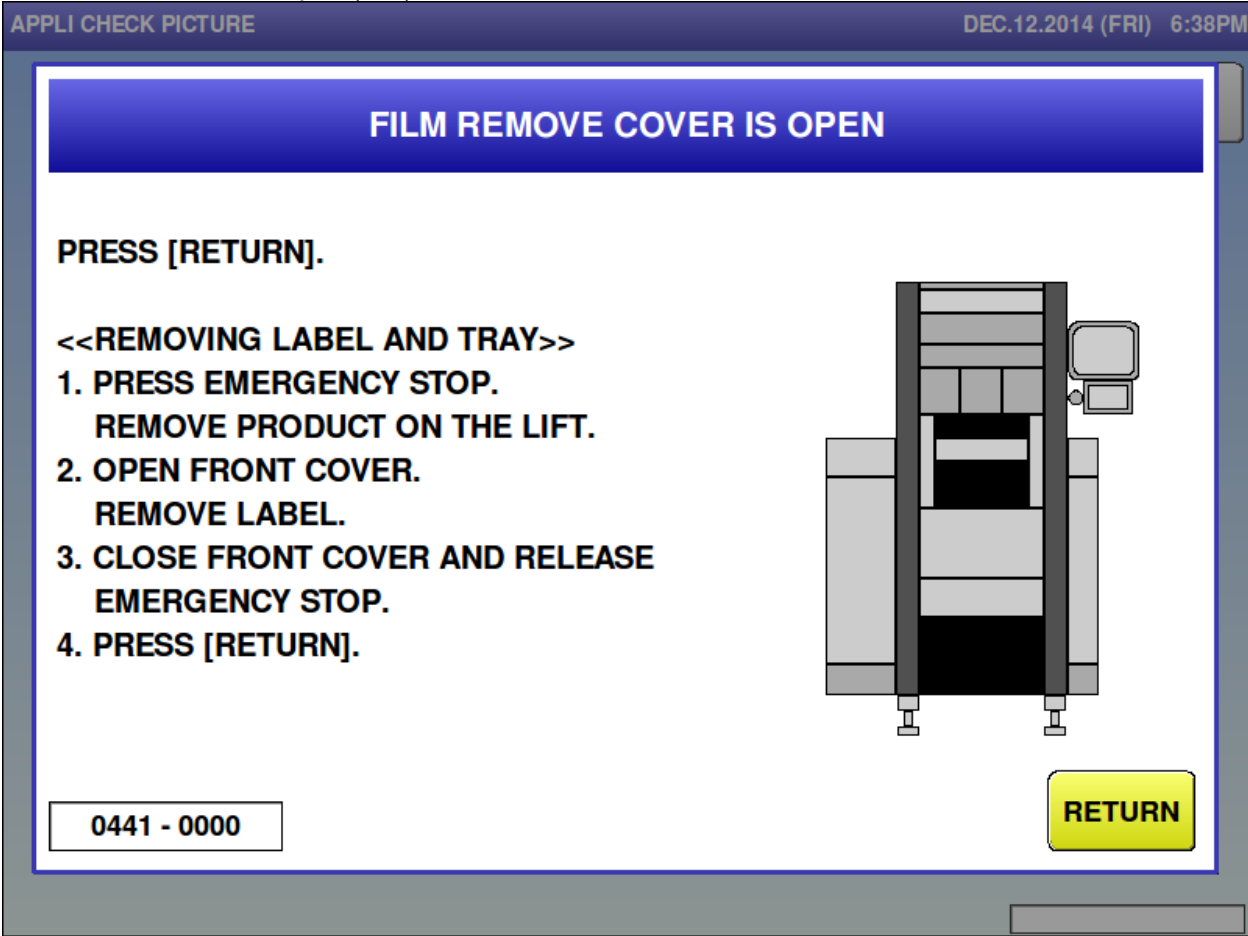 APPLI CHECK PICTURE DEC.12.2014 (FRI) 6:38PM
FILM REMOVE COVER IS OPEN
PRESS [RETURN].
<<REMOVING LABEL AND TRAY>>
1. PRESS EMERGENCY STOP.
REMOVE PRODUCT ON THE LIFT.
2. OPEN FRONT COVER.
REMOVE LABEL.
3. CLOSE FRONT COVER AND RELEASE
EMERGENCY STOP.
4. PRESS [RETURN].
0441 - 0000
RETURN